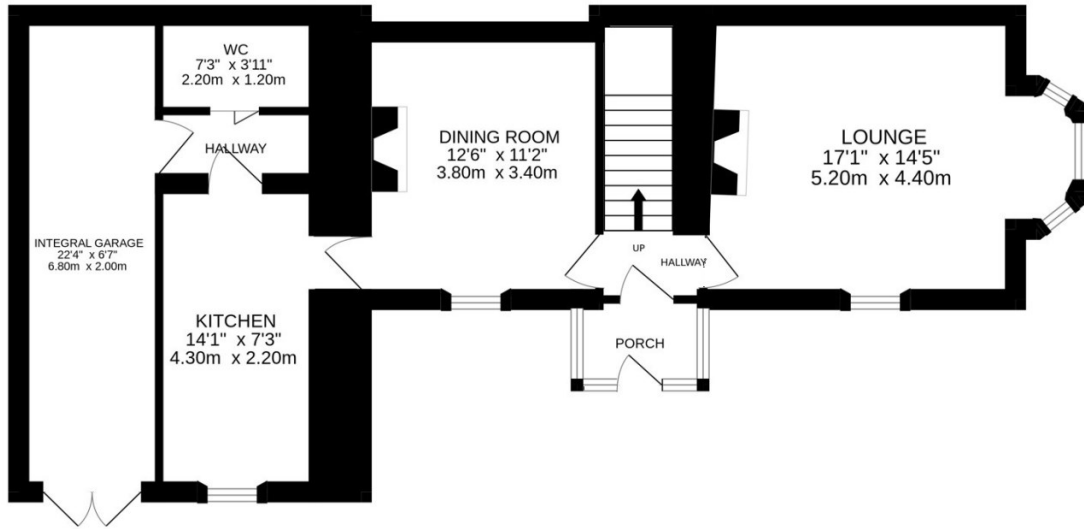 WC
7'3" x 3'11"
2.20m x 1.20m
HALLWAY
INTEGRAL GARAGE
22'4" x 6'7"
6.80m x 2.00m
KITCHEN
14'1" x 7'3"
4.30m x 2.20m
DINING ROOM
12'6" x 11'2"
3.80m x 3.40m
UP
HALLWAY
PORCH
LOUNGE
17'1" x 14'5"
5.20m x 4.40m